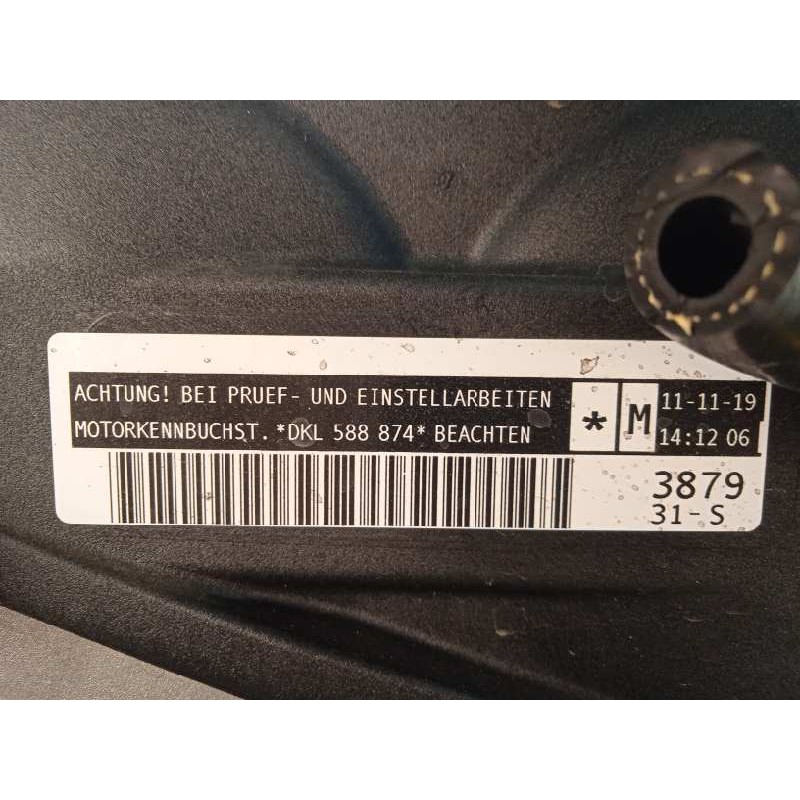 ACHTUNG! BEI PRUEF- UND EINSTELLARBEITEN
MOTORKENNBUCHST. *DKL 588 874* BEACHTEN
* M
11-11-19
14:12 06
3879
31-S